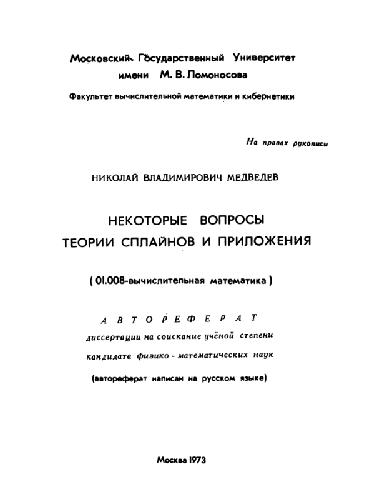 Московский Государственный Университет
имени М. В. Ломоносова
Факультет вычислительной математики и кибернетики
На правах рукописи
НИКОЛАЙ ВЛАДИМИРОВИЧ МЕДВЕДЕВ
НЕКОТОРЫЕ ВОПРОСЫ
ТЕОРИИ СПЛАЙНОВ И ПРИЛОЖЕНИЯ
(01.008-вычислительная математика)
АВТОРЕФЕРАТ
диссертации на соискание учёной степени
кандидата физико-математических наук
(автореферат написан на русском языке)
Москва 1973